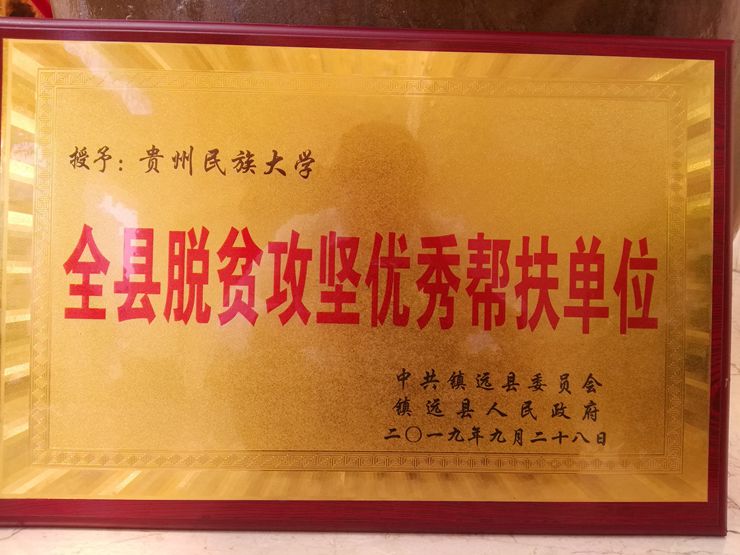 授予：贵州民族大学
全县脱贫攻坚优秀帮扶单位
中共镇远县委员会
镇远县人民政府
二〇一九年九月二十八日